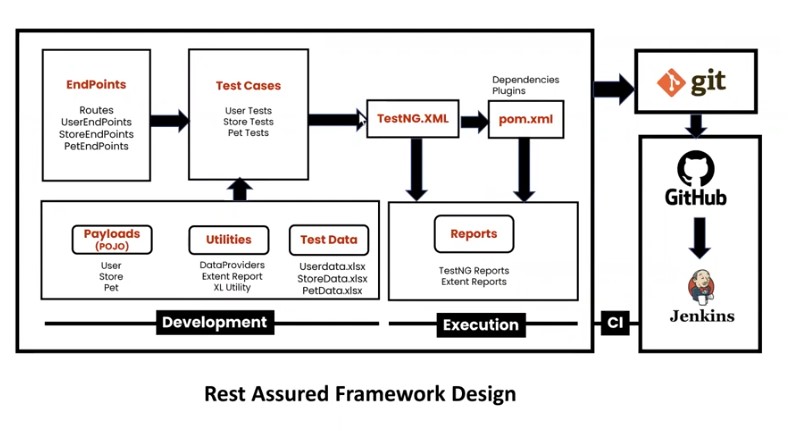 EndPoints
Routes
UserEndPoints
StoreEndPoints
PetEndPoints
Test Cases
User Tests
Store Tests
Pet Tests
TestNG.XML
Dependencies
Plugins
pom.xml
git
GitHub
Jenkins
Payloads
(POJO)
User
Store
Pet
Utilities
DataProviders
Extent Report
XL Utility
Test Data
Userdata.xlsx
StoreData.xlsx
PetData.xlsx
Reports
TestNG Reports
Extent Reports
Development
Execution
CI
Rest Assured Framework Design